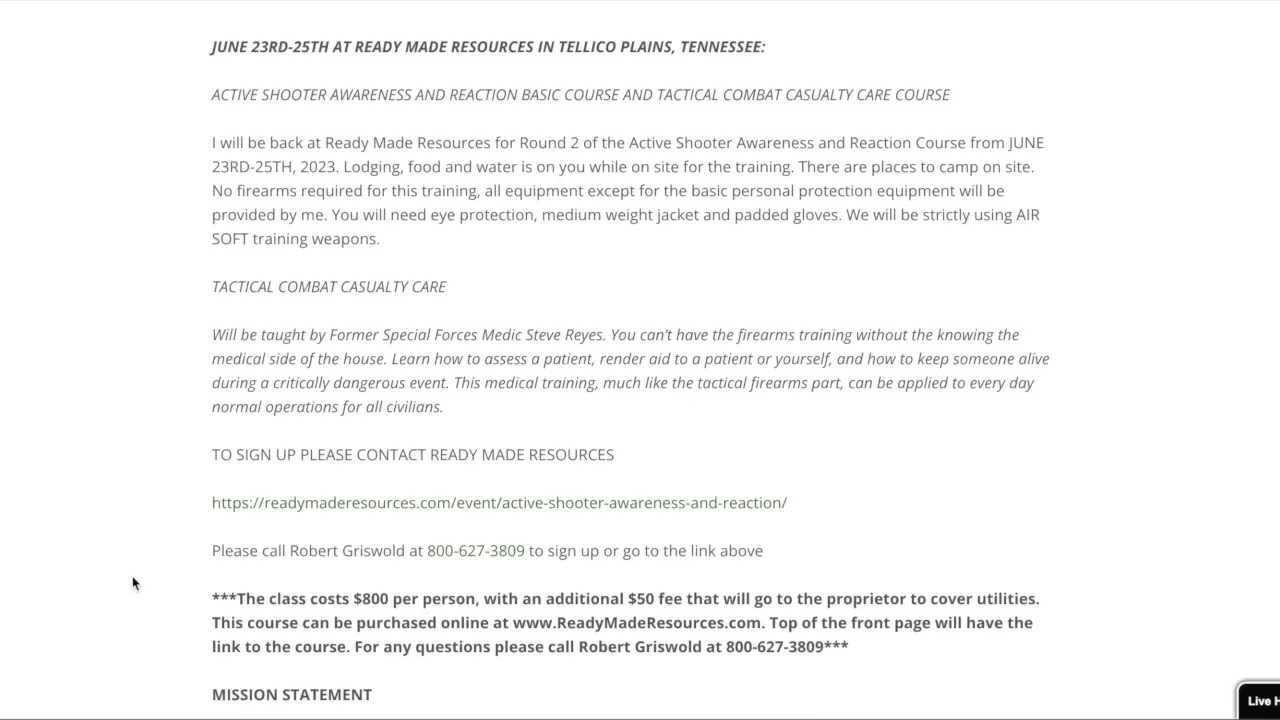 JUNE 23RD-25TH AT READY MADE RESOURCES IN TELLICO PLAINS, TENNESSEE:
ACTIVE SHOOTER AWARENESS AND REACTION BASIC COURSE AND TACTICAL COMBAT CASUALTY CARE COURSE
I will be back at Ready Made Resources for Round 2 of the Active Shooter Awareness and Reaction Course from JUNE
23RD-25TH, 2023. Lodging, food and water is on you while on site for the training. There are places to camp on site.
No firearms required for this training, all equipment except for the basic personal protection equipment will be
provided by me. You will need eye protection, medium weight jacket and padded gloves. We will be strictly using AIR
SOFT training weapons.
TACTICAL COMBAT CASUALTY CARE
Will be taught by Former Special Forces Medic Steve Reyes. You can't have the firearms training without the knowing the
medical side of the house. Learn how to assess a patient, render aid to a patient or yourself, and how to keep someone alive
during a critically dangerous event. This medical training, much like the tactical firearms part, can be applied to every day
normal operations for all civilians.
TO SIGN UP PLEASE CONTACT READY MADE RESOURCES
https://readymaderesources.com/event/active-shooter-awareness-and-reaction/
Please call Robert Griswold at 800-627-3809 to sign up or go to the link above
***The class costs $800 per person, with an additional $50 fee that will go to the proprietor to cover utilities.
This course can be purchased online at www.ReadyMadeResources.com. Top of the front page will have the
link to the course. For any questions please call Robert Griswold at 800-627-3809***
MISSION STATEMENT
Live